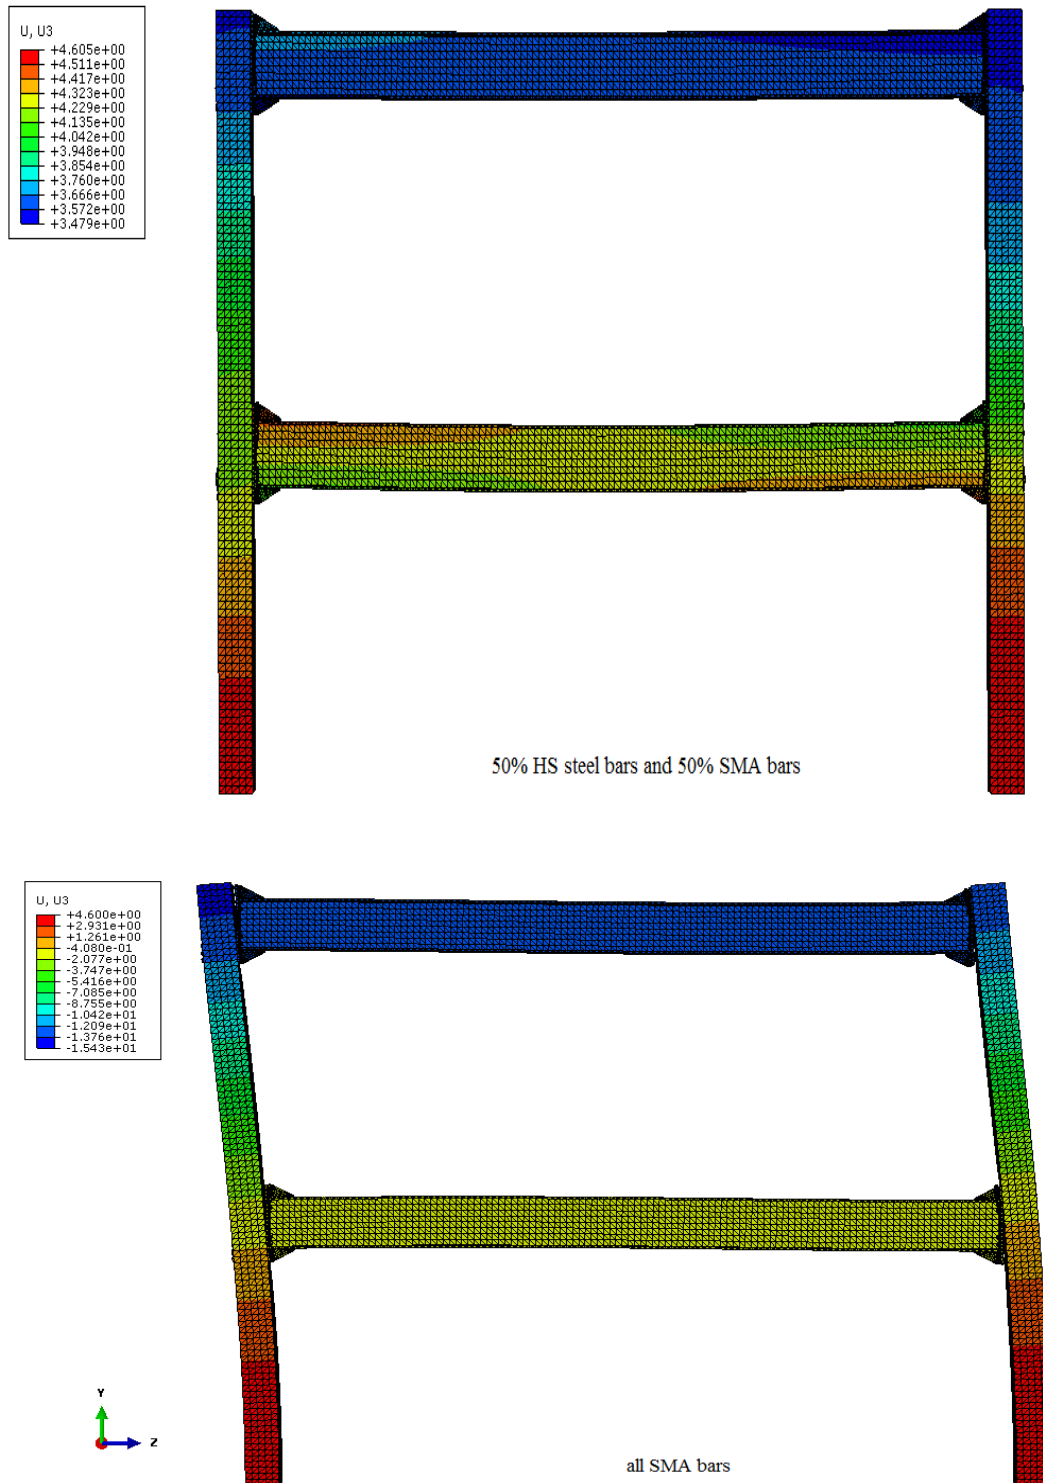 U, U3
+4.605e+00
+4.511e+00
+4.417e+00
+4.323e+00
+4.229e+00
+4.135e+00
+4.042e+00
+3.948e+00
+3.854e+00
+3.760e+00
+3.666e+00
+3.572e+00
+3.479e+00
50% HS steel bars and 50% SMA bars
U, U3
+4.600e+00
+2.931e+00
+1.261e+00
-4.080e-01
-2.077e+00
-3.747e+00
-5.416e+00
-7.085e+00
-8.755e+00
-1.042e+01
-1.209e+01
-1.376e+01
-1.543e+01
Y
Z
all SMA bars